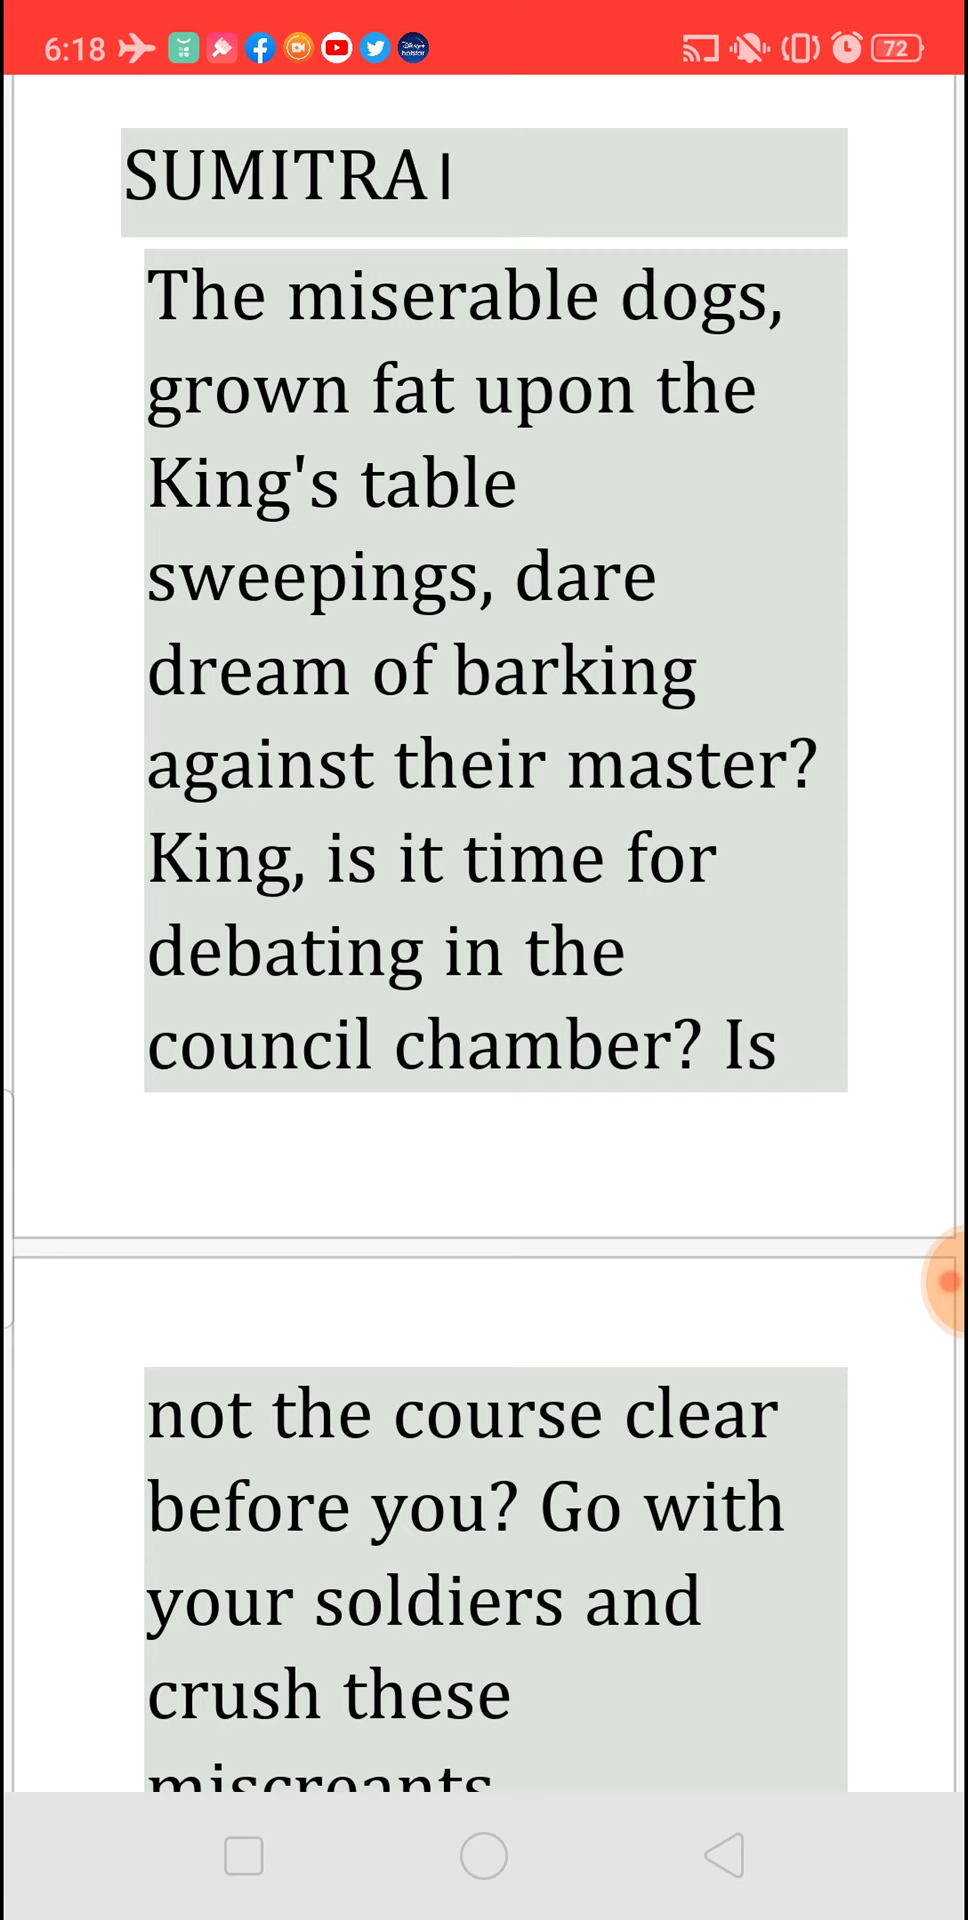 6:18
72
SUMITRA।
The miserable dogs,
grown fat upon the
King's table
sweepings, dare
dream of barking
against their master?
King, is it time for
debating in the
council chamber? Is
not the course clear
before you? Go with
your soldiers and
crush these
miscreants